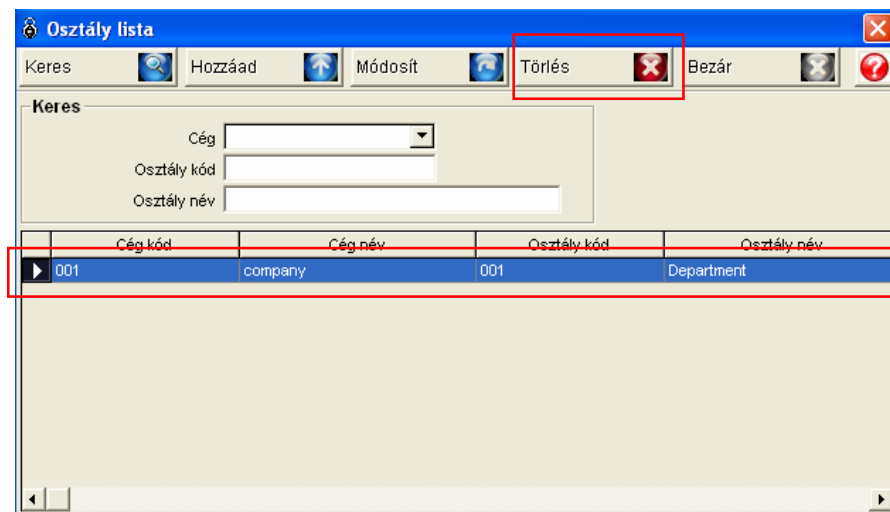 Osztály lista
Keres Hozzáad Módosít Törlés Bezár
Keres
Cég
Osztály kód
Osztály név
Cég kód Cég név Osztály kód Osztály név
001 company 001 Department